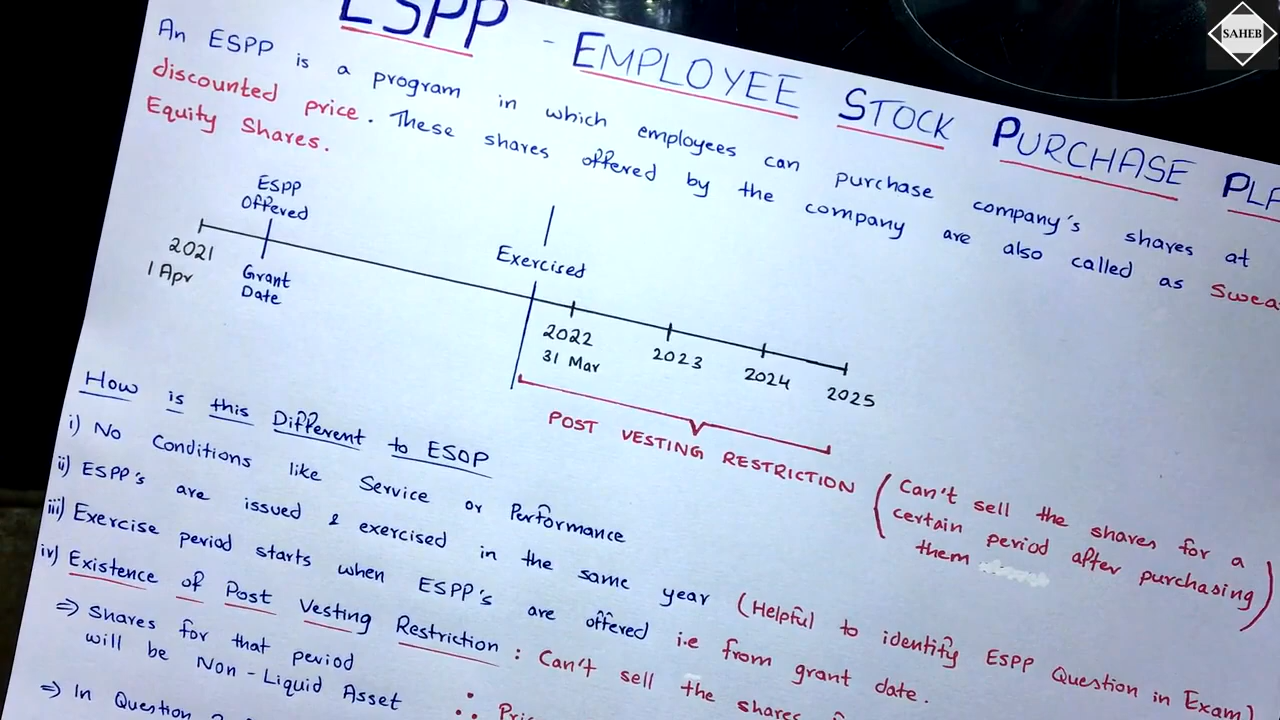 SAHEB
ESPP - EMPLOYEE STOCK PURCHASE
An ESPP is a program in which employees can purchase company's shares at
discounted price. These shares offered by the company are also called as
Equity Shares.
ESPP
Offered
Exercised
2021
1 Apr
Grant
Date
2022
31 Mar
2023
2024
2025
POST VESTING RESTRICTION
(Can't sell the shares for a
certain period after purchasing
them)
How is this Different to ESOP
i) No Conditions like Service or Performance
ii) ESPP's are issued & exercised in the same year (Helpful to identify ESPP Question in Exam)
iii) Exercise period starts when ESPP's are offered i.e from grant date.
iv) Existence of Post Vesting Restriction : Can't sell the shares
⇒ Shares for that period
will be Non-Liquid Asset
⇒ In Question